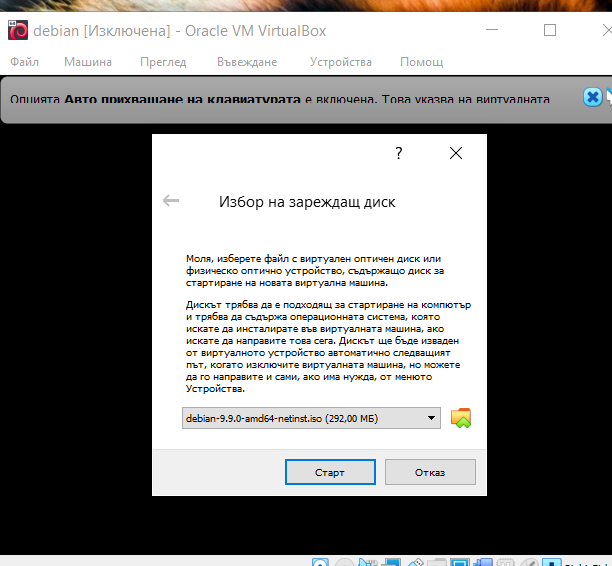 debian [Изключена] - Oracle VM VirtualBox
Файл Машина Преглед Въвеждане Устройства Помощ
Опцията Авто прихващане на клавиатурата е включена. Това указва на виртуалната
?
Избор на зареждащ диск
Моля, изберете файл с виртуален оптичен диск или
физическо оптично устройство, съдържащо диск за
стартиране на новата виртуална машина.
Дискът трябва да е подходящ за стартиране на компютър
и трябва да съдържа операционната система, която
искате да инсталирате във виртуалната машина, ако
искате да направите това сега. Дискът ще бъде изваден
от виртуалното устройство автоматично следващият
път, когато изключите виртуалната машина, но можете
да го направите и сами, ако има нужда, от менюто
Устройства.
debian-9.9.0-amd64-netinst.iso (292,00 МБ)
Старт Отказ